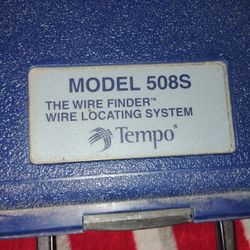 MODEL 508S
THE WIRE FINDER™
WIRE LOCATING SYSTEM
Tempo®